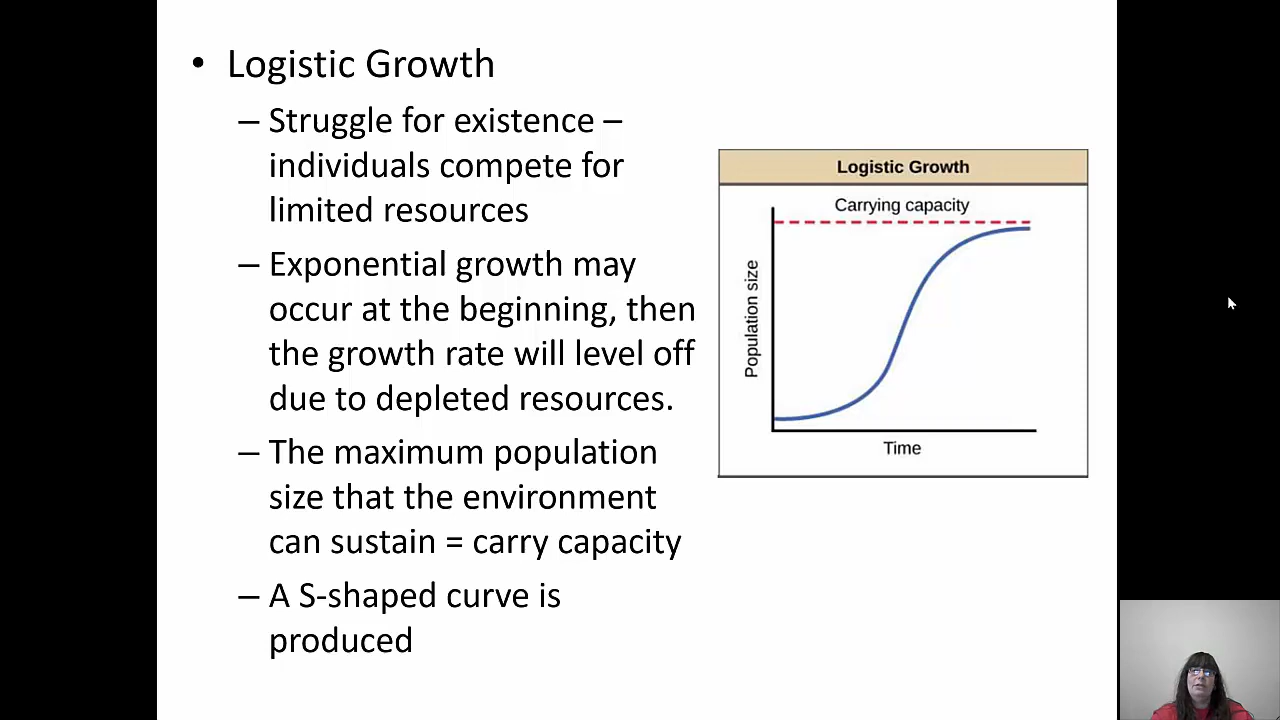 • Logistic Growth
– Struggle for existence –
individuals compete for
limited resources
– Exponential growth may
occur at the beginning, then
the growth rate will level off
due to depleted resources.
– The maximum population
size that the environment
can sustain = carry capacity
– A S-shaped curve is
produced
Logistic Growth
Carrying capacity
Population size
Time